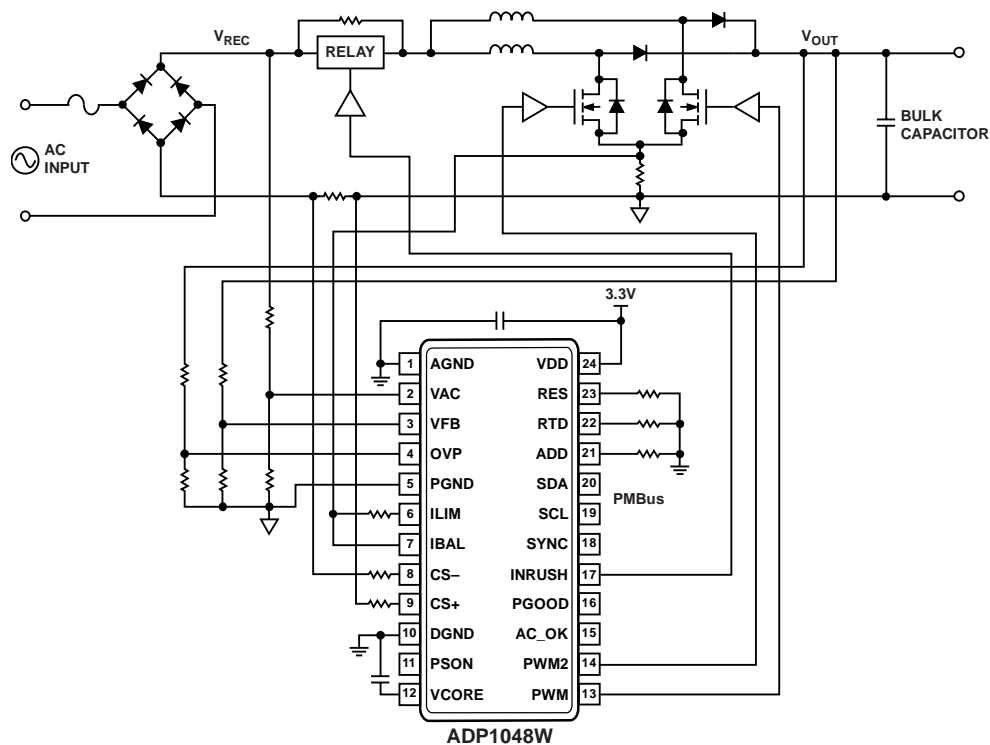 VREC
RELAY
VOUT
AC
INPUT
BULK
CAPACITOR
3.3V
1 AGND VDD 24
2 VAC RES 23
3 VFB RTD 22
4 OVP ADD 21
5 PGND SDA 20
PMBus
6 ILIM SCL 19
7 IBAL SYNC 18
8 CS– INRUSH 17
9 CS+ PGOOD 16
10 DGND AC_OK 15
11 PSON PWM2 14
12 VCORE PWM 13
ADP1048W